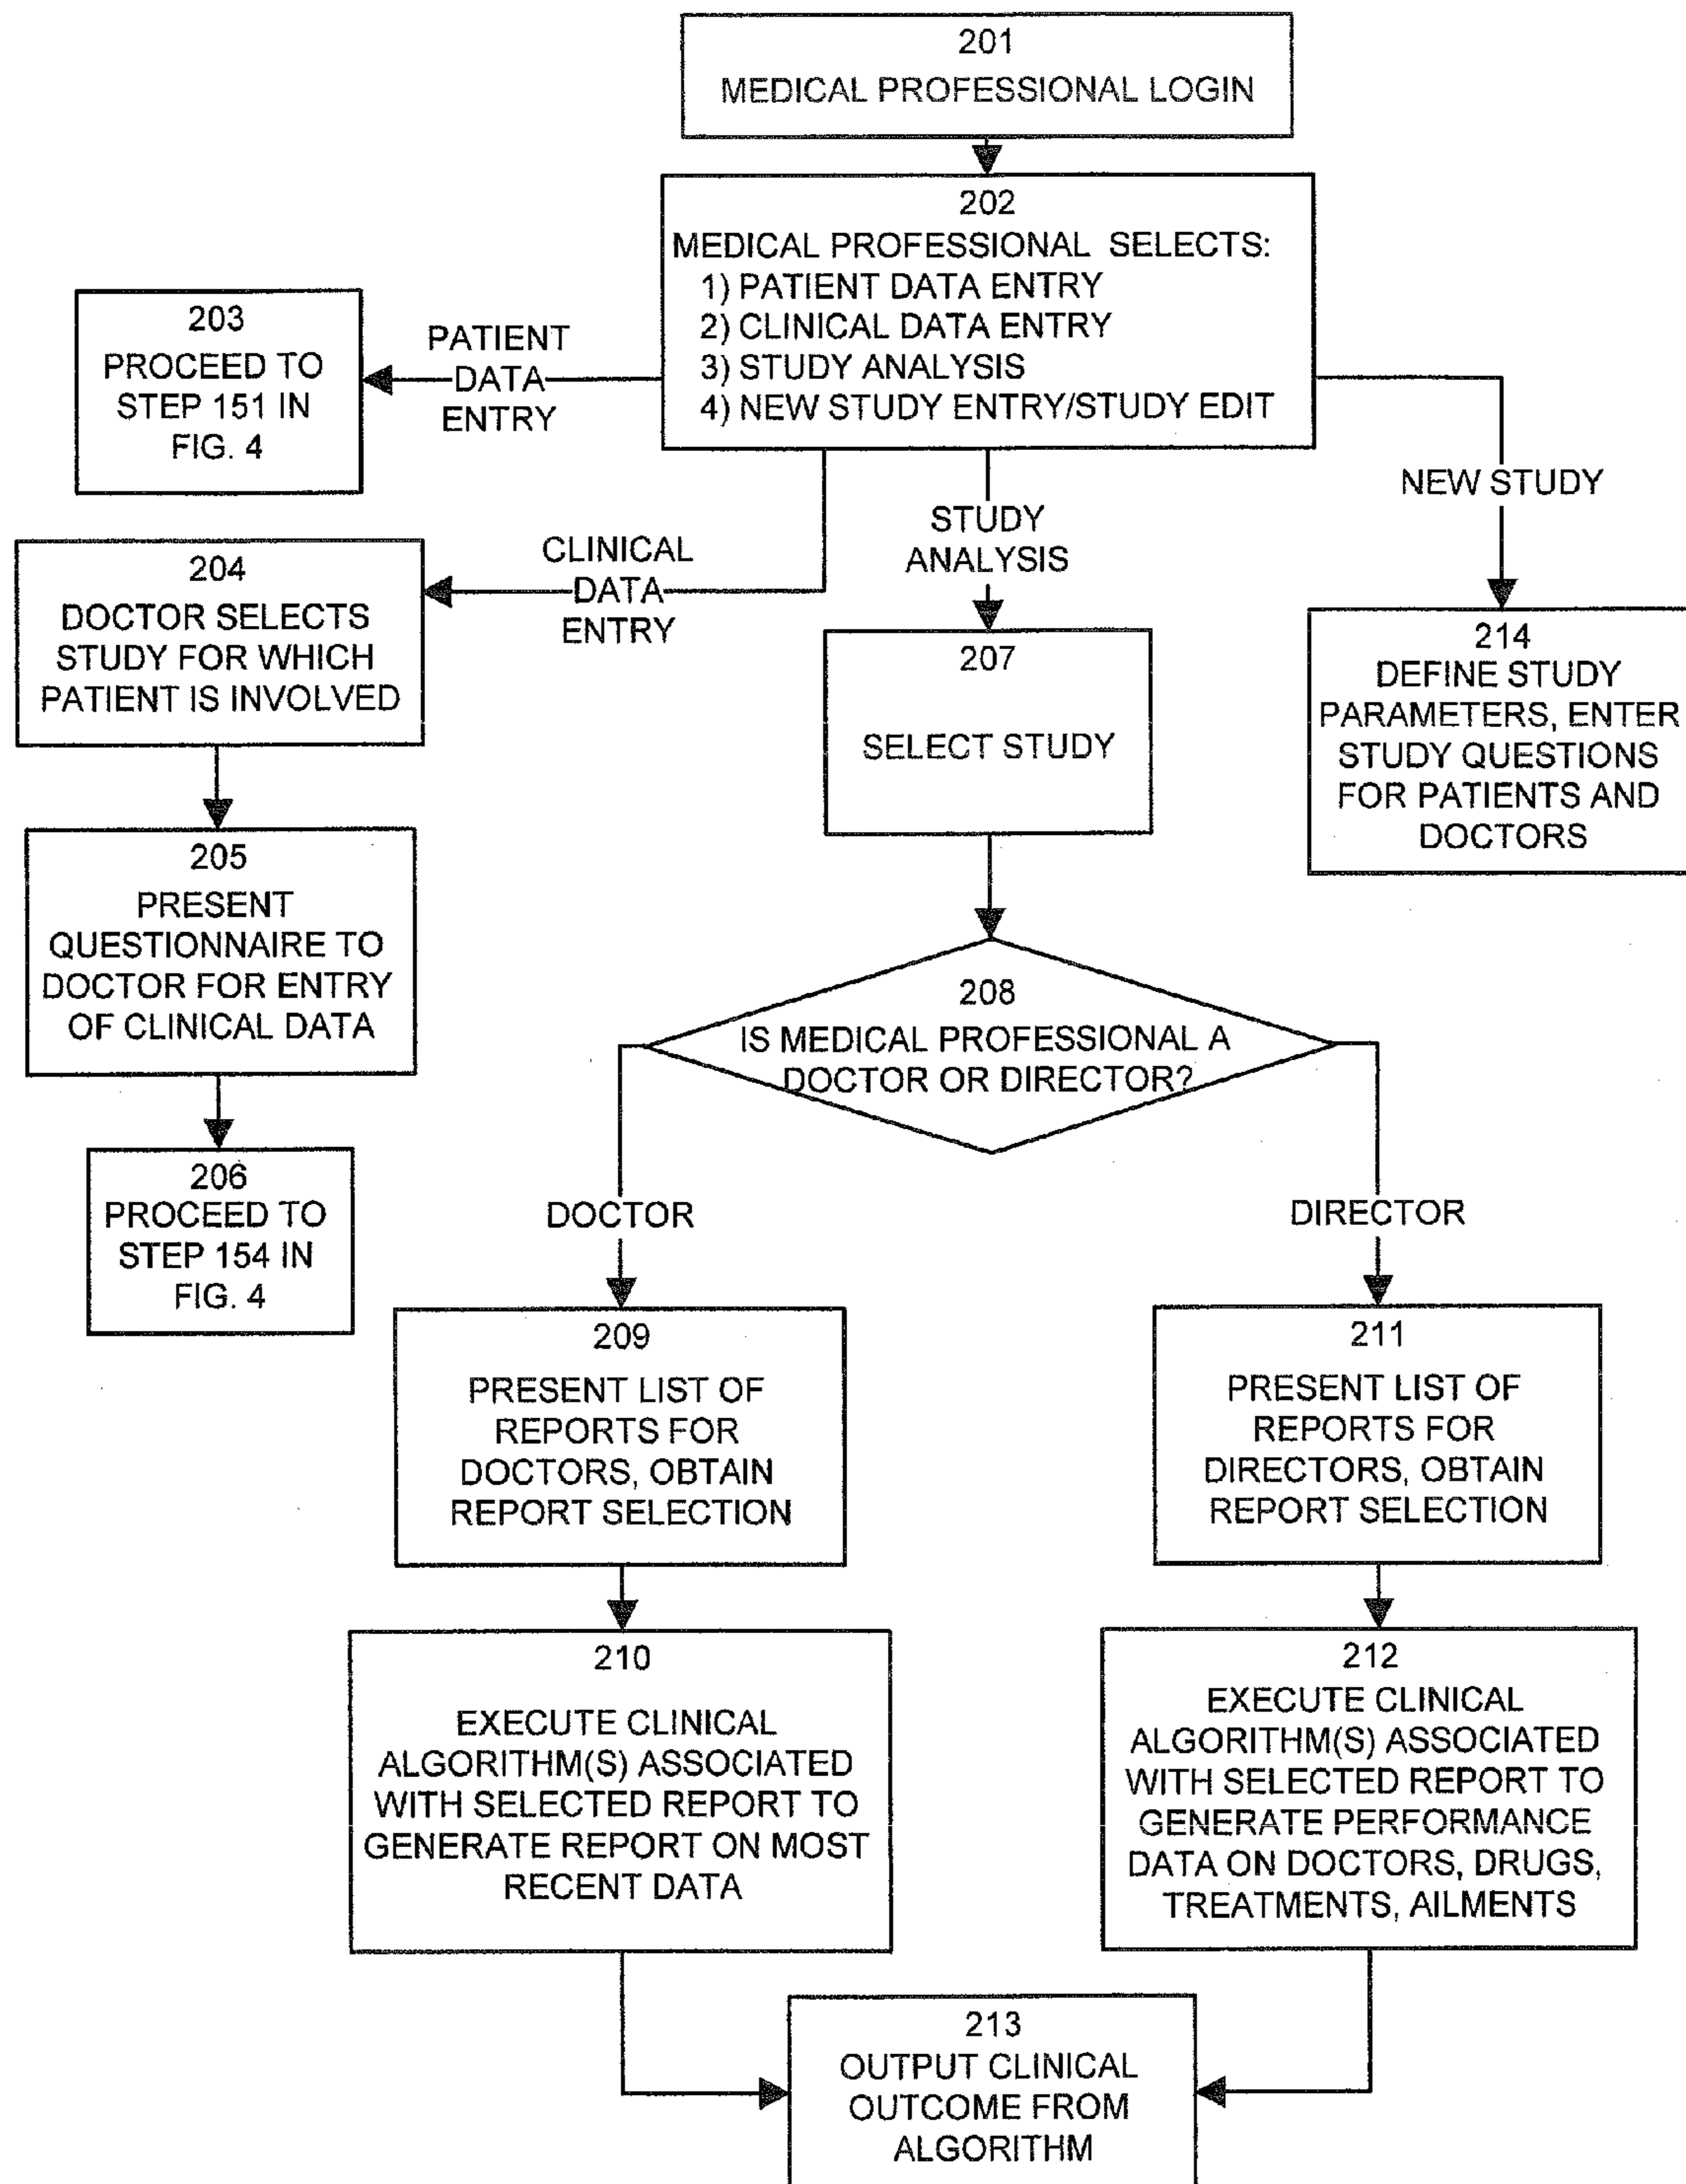 201
MEDICAL PROFESSIONAL LOGIN
202
MEDICAL PROFESSIONAL SELECTS:
1) PATIENT DATA ENTRY
2) CLINICAL DATA ENTRY
3) STUDY ANALYSIS
4) NEW STUDY ENTRY/STUDY EDIT
PATIENT
DATA
ENTRY
203
PROCEED TO
STEP 151 IN
FIG. 4
CLINICAL
DATA
ENTRY
STUDY
ANALYSIS
NEW STUDY
204
DOCTOR SELECTS
STUDY FOR WHICH
PATIENT IS INVOLVED
205
PRESENT
QUESTIONNAIRE TO
DOCTOR FOR ENTRY
OF CLINICAL DATA
206
PROCEED TO
STEP 154 IN
FIG. 4
207
SELECT STUDY
214
DEFINE STUDY
PARAMETERS, ENTER
STUDY QUESTIONS
FOR PATIENTS AND
DOCTORS
208
IS MEDICAL PROFESSIONAL A
DOCTOR OR DIRECTOR?
DOCTOR
DIRECTOR
209
PRESENT LIST OF
REPORTS FOR
DOCTORS, OBTAIN
REPORT SELECTION
211
PRESENT LIST OF
REPORTS FOR
DIRECTORS, OBTAIN
REPORT SELECTION
210
EXECUTE CLINICAL
ALGORITHM(S) ASSOCIATED
WITH SELECTED REPORT TO
GENERATE REPORT ON MOST
RECENT DATA
212
EXECUTE CLINICAL
ALGORITHM(S) ASSOCIATED
WITH SELECTED REPORT TO
GENERATE PERFORMANCE
DATA ON DOCTORS, DRUGS,
TREATMENTS, AILMENTS
213
OUTPUT CLINICAL
OUTCOME FROM
ALGORITHM